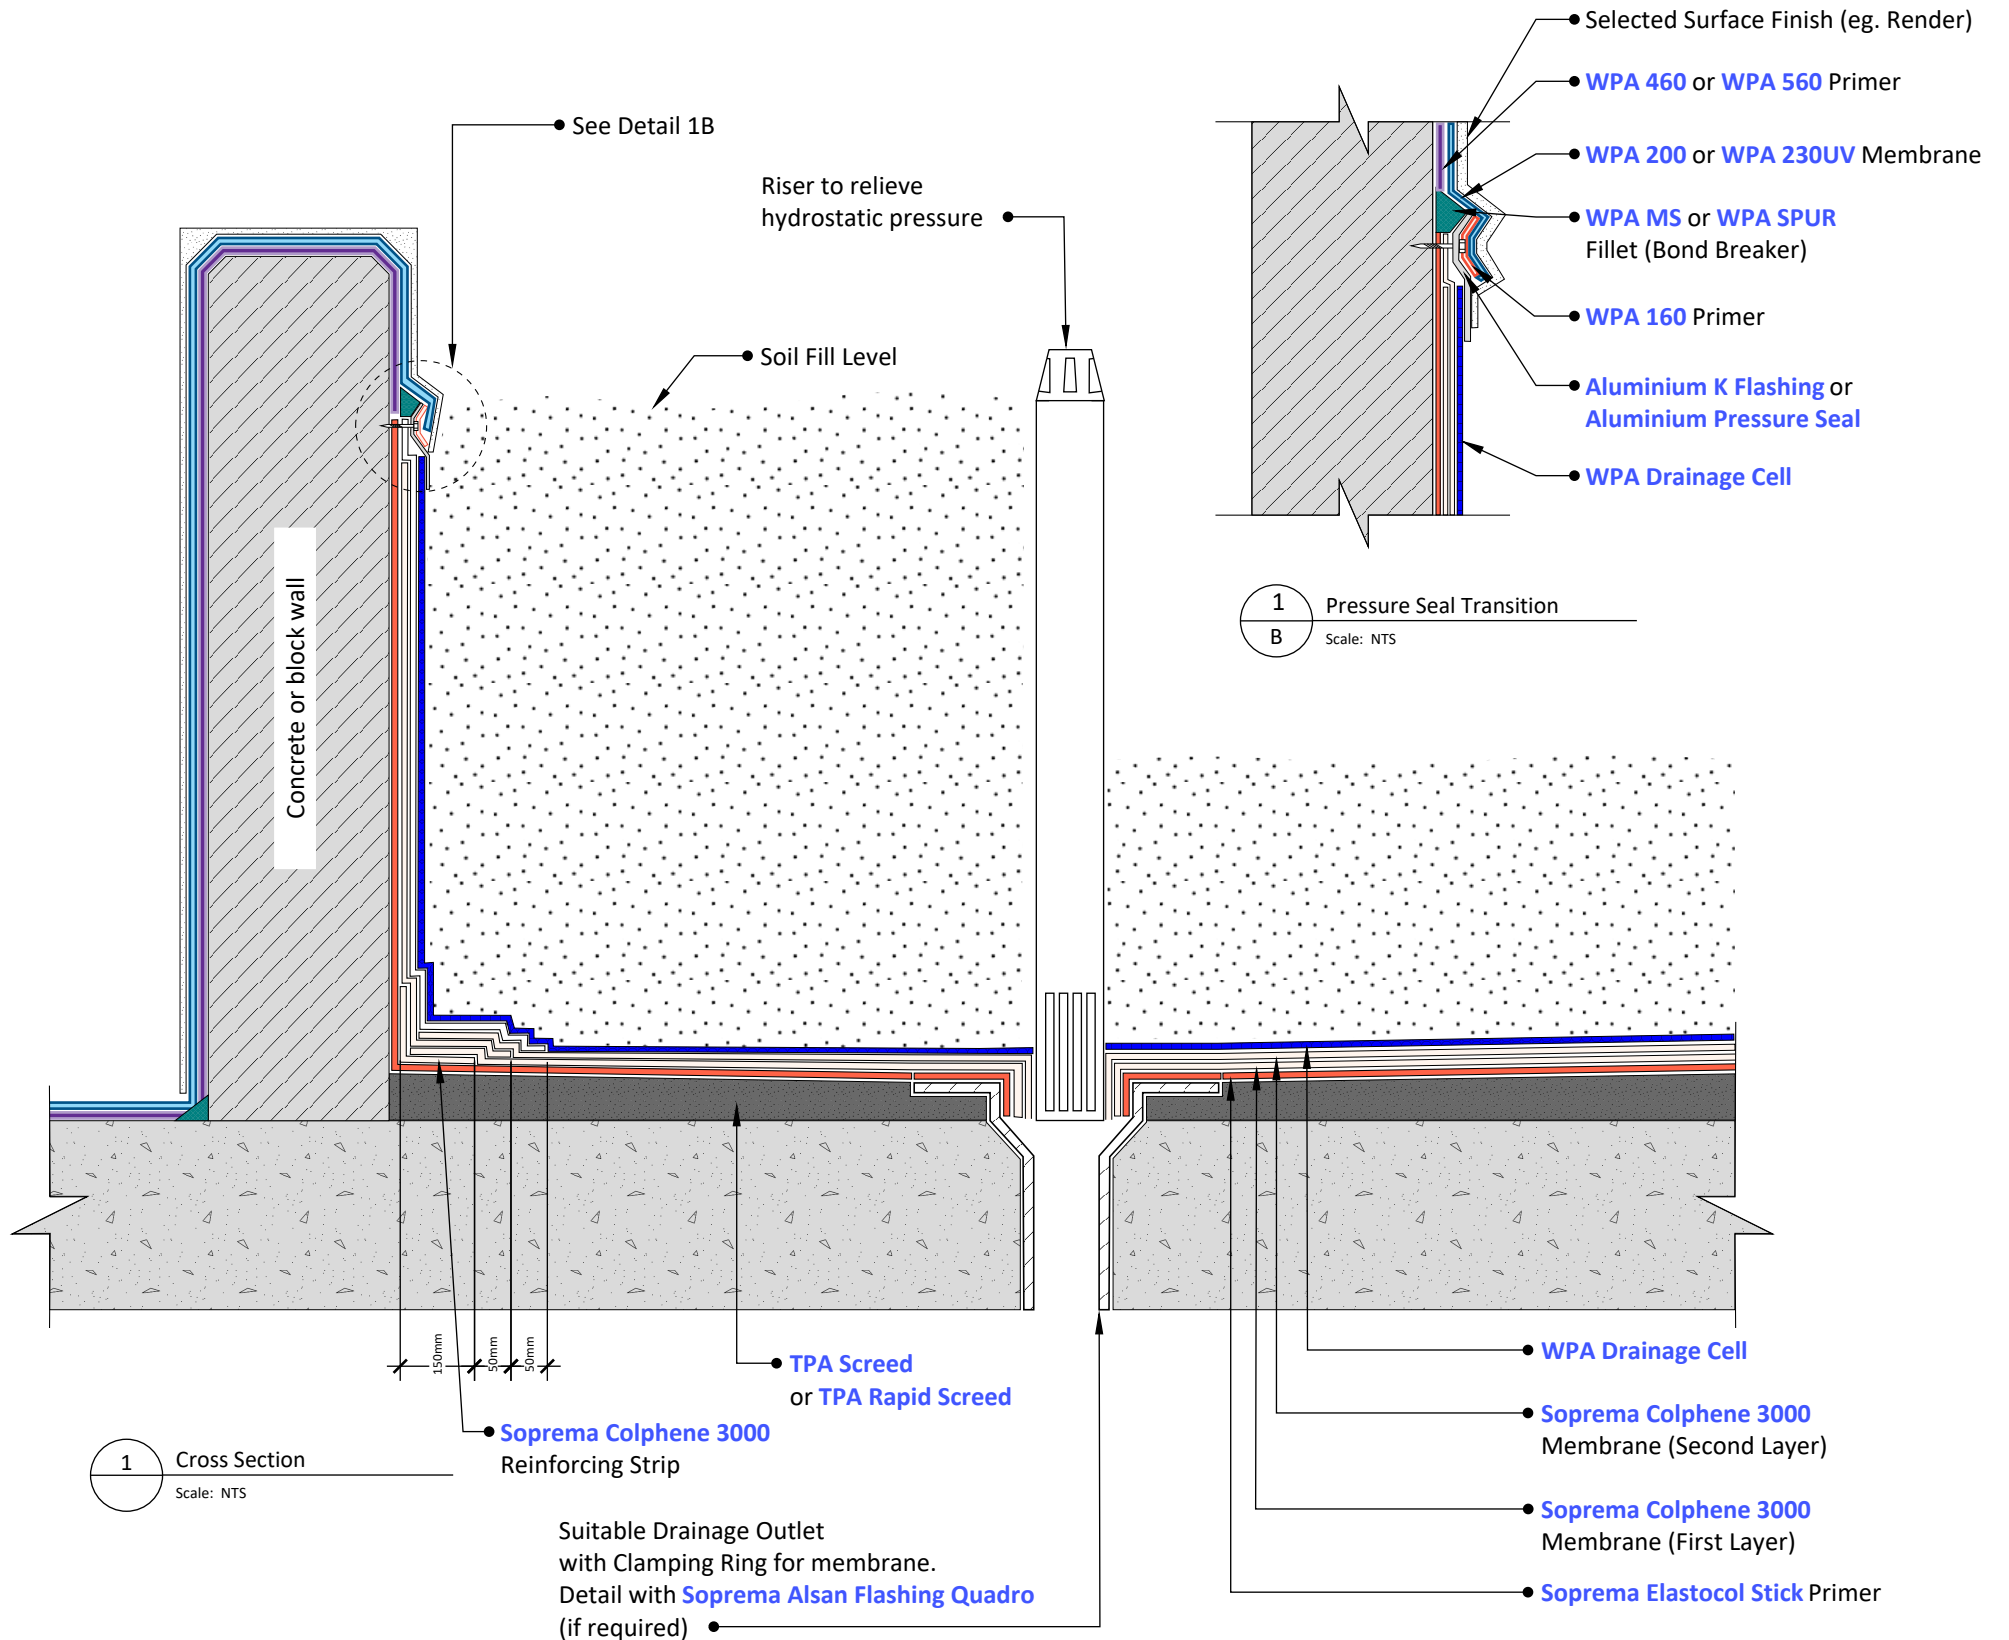 Selected Surface Finish (eg. Render)
WPA 460 or WPA 560 Primer
See Detail 1B
WPA 200 or WPA 230UV Membrane
Riser to relieve
hydrostatic pressure
WPA MS or WPA SPUR
Fillet (Bond Breaker)
WPA 160 Primer
Soil Fill Level
Aluminium K Flashing or
Aluminium Pressure Seal
WPA Drainage Cell
1
B
Pressure Seal Transition
Scale: NTS
Concrete or block wall
150mm
50mm
50mm
TPA Screed
or TPA Rapid Screed
WPA Drainage Cell
Soprema Colphene 3000
Reinforcing Strip
Soprema Colphene 3000
Membrane (Second Layer)
1
Cross Section
Scale: NTS
Soprema Colphene 3000
Membrane (First Layer)
Suitable Drainage Outlet
with Clamping Ring for membrane.
Detail with Soprema Alsan Flashing Quadro
(if required)
Soprema Elastocol Stick Primer